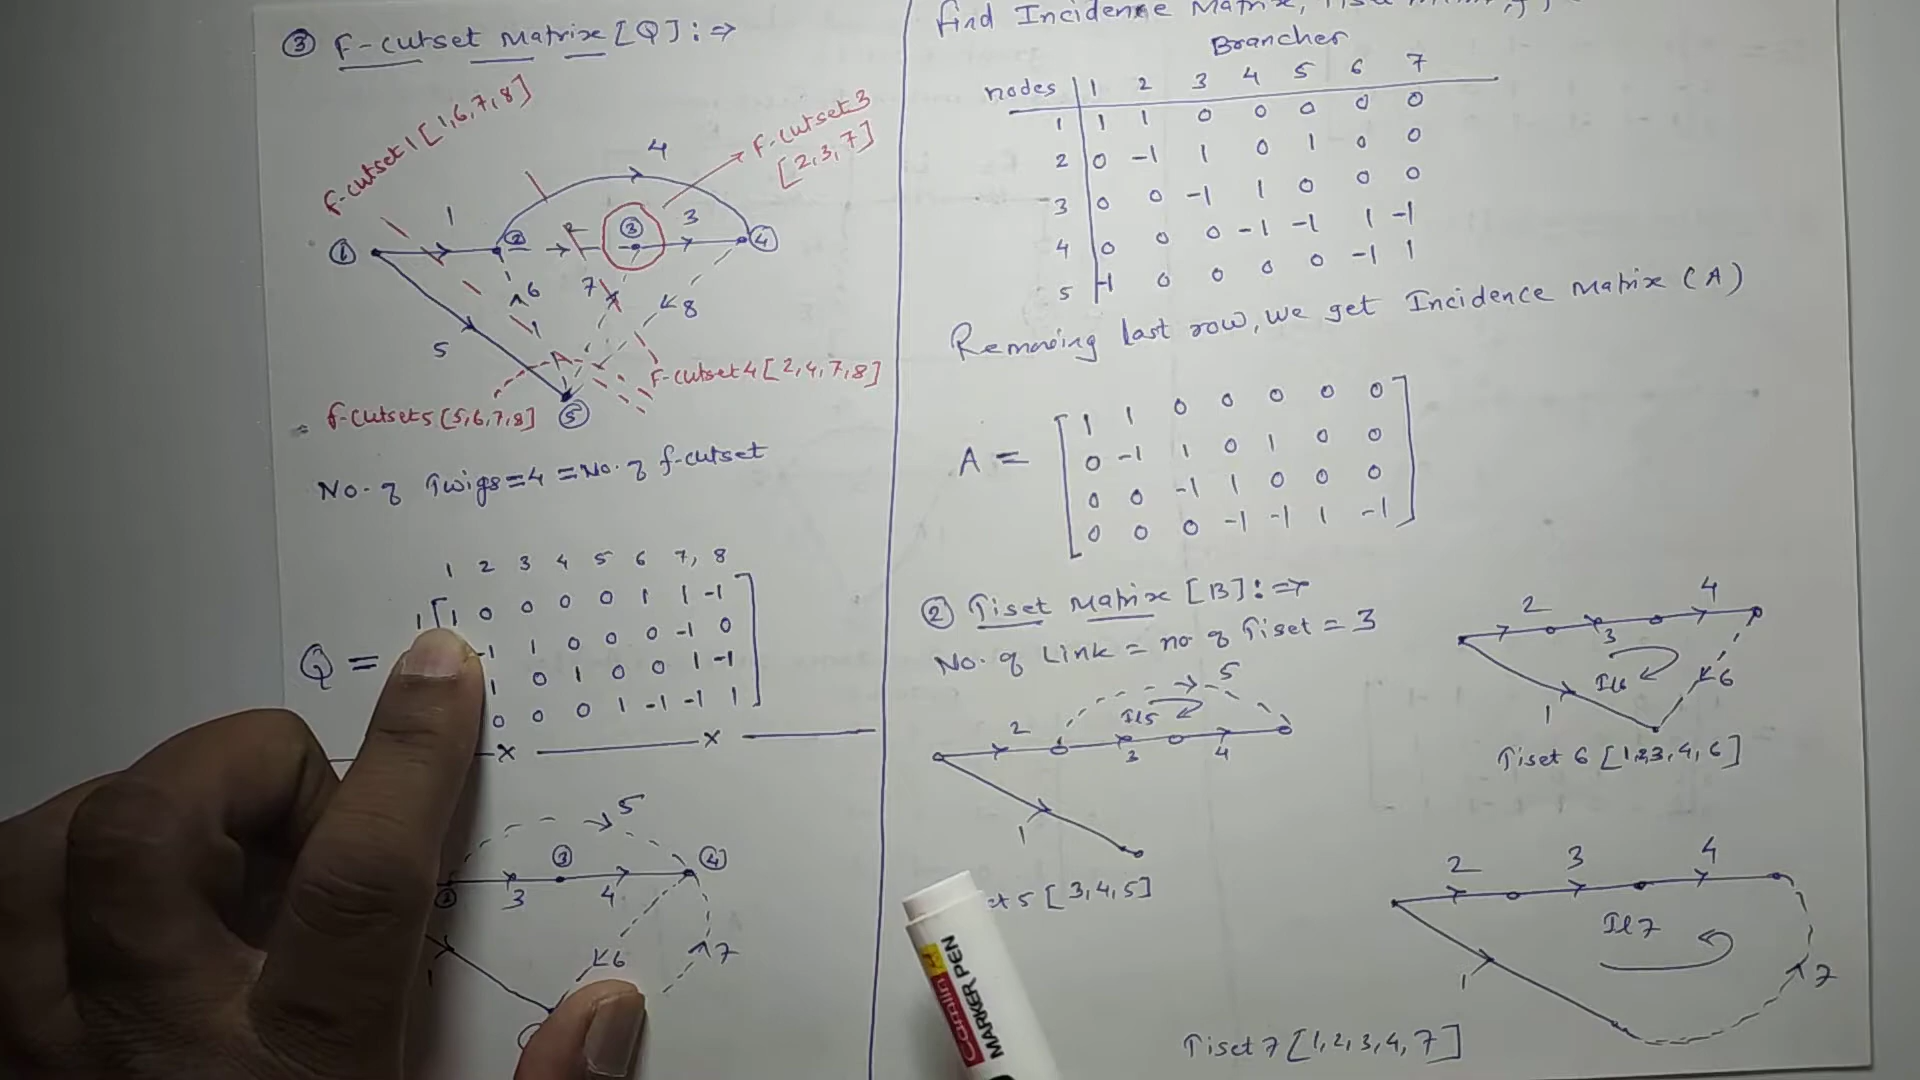 ③ F-cutset Matrix [Q] :⇒
F-cutset 1 [1,6,7,8]
F-cutset 3
[2,3,7]
4
① 1 ② 2 ③ 3 ④
6 7 8
5
F-cutset 4 [2,4,7,8]
f-cutset 5 [5,6,7,8] ⑤
No. of Twigs = 4 = No. of f-cutset
1 2 3 4 5 6 7, 8
1 1 0 0 0 0 1 1 -1
Q = -1 1 0 0 0 -1 0
1 0 1 0 0 1 -1
0 0 0 1 -1 -1 1
x x
5
③ ④
3 4
6 7
1
find Incidence Matrix,
Branches
nodes 1 2 3 4 5 6 7
1 1 1 0 0 0 0 0
2 0 -1 1 0 1 0 0
3 0 0 -1 1 0 0 0
4 0 0 0 -1 -1 1 -1
5 -1 0 0 0 0 -1 1
Removing last row, we get Incidence Matrix (A)
A =
1 1 0 0 0 0 0
0 -1 1 0 1 0 0
0 0 -1 1 0 0 0
0 0 0 -1 -1 1 -1
② Tiset Matrix [B] :⇒
No. of Link = no of Tiset = 3
5
2 Il5
3 4
1
[3,4,5]
2 4
3
Il6 6
1
Tiset 6 [1,2,3,4,6]
2 3 4
Il7
1 7
Tiset 7 [1,2,3,4,7]
Camlin
MARKER PEN